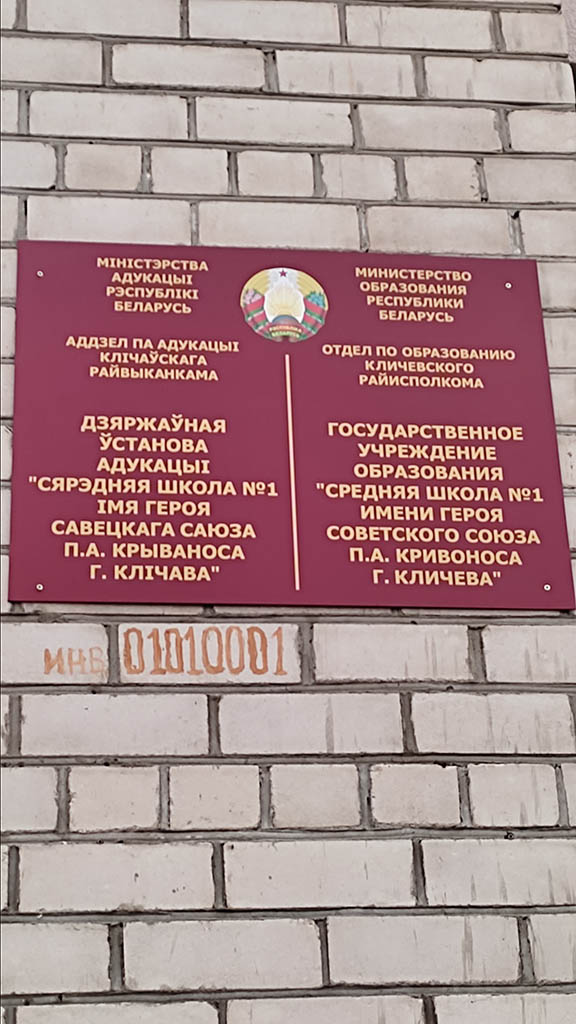 МІНІСТЭРСТВА
АДУКАЦЫІ
РЭСПУБЛІКІ
БЕЛАРУСЬ
АДДЗЕЛ ПА АДУКАЦЫІ
КЛІЧАЎСКАГА
РАЙВЫКАНКАМА
ДЗЯРЖАЎНАЯ
ЎСТАНОВА
АДУКАЦЫІ
"СЯРЭДНЯЯ ШКОЛА №1
ІМЯ ГЕРОЯ
САВЕЦКАГА САЮЗА
П.А. КРЫВАНОСА
Г. КЛІЧАВА"
РЭСПУБЛІКА
БЕЛАРУСЬ
МИНИСТЕРСТВО
ОБРАЗОВАНИЯ
РЕСПУБЛИКИ
БЕЛАРУСЬ
ОТДЕЛ ПО ОБРАЗОВАНИЮ
КЛИЧЕВСКОГО
РАЙИСПОЛКОМА
ГОСУДАРСТВЕННОЕ
УЧРЕЖДЕНИЕ
ОБРАЗОВАНИЯ
"СРЕДНЯЯ ШКОЛА №1
ИМЕНИ ГЕРОЯ
СОВЕТСКОГО СОЮЗА
П.А. КРИВОНОСА
Г. КЛИЧЕВА"
ИНВ 01010001